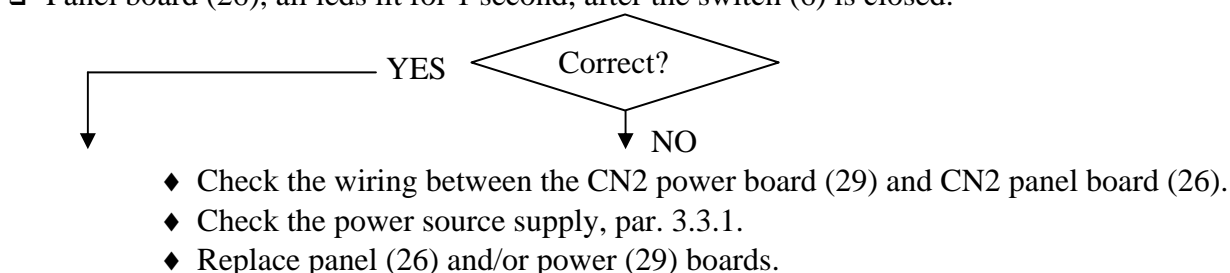 ❑ Panel board (26), all leds lit for 1 second, after the switch (6) is closed.
YES Correct?
NO
♦ Check the wiring between the CN2 power board (29) and CN2 panel board (26).
♦ Check the power source supply, par. 3.3.1.
♦ Replace panel (26) and/or power (29) boards.